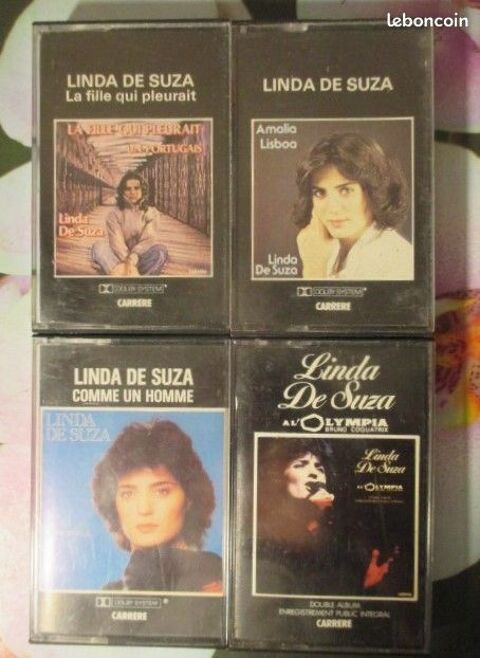 leboncoin
LINDA DE SUZA
La fille qui pleurait
LA FILLE QUI PLEURAIT
UN PORTUGAIS
Linda
De Suza
DOLBY SYSTEM
CARRERE
LINDA DE SUZA
Amalia
Lisboa
Linda
De Suza
DOLBY SYSTEM
CARRERE
LINDA DE SUZA
COMME UN HOMME
LINDA
DE SUZA
DOLBY SYSTEM
CARRERE
Linda
De Suza
A L'OLYMPIA
BRUNO COQUATRIX
Linda
De Suza
A L'OLYMPIA
DOUBLE ALBUM
ENREGISTREMENT PUBLIC INTEGRAL
CARRERE